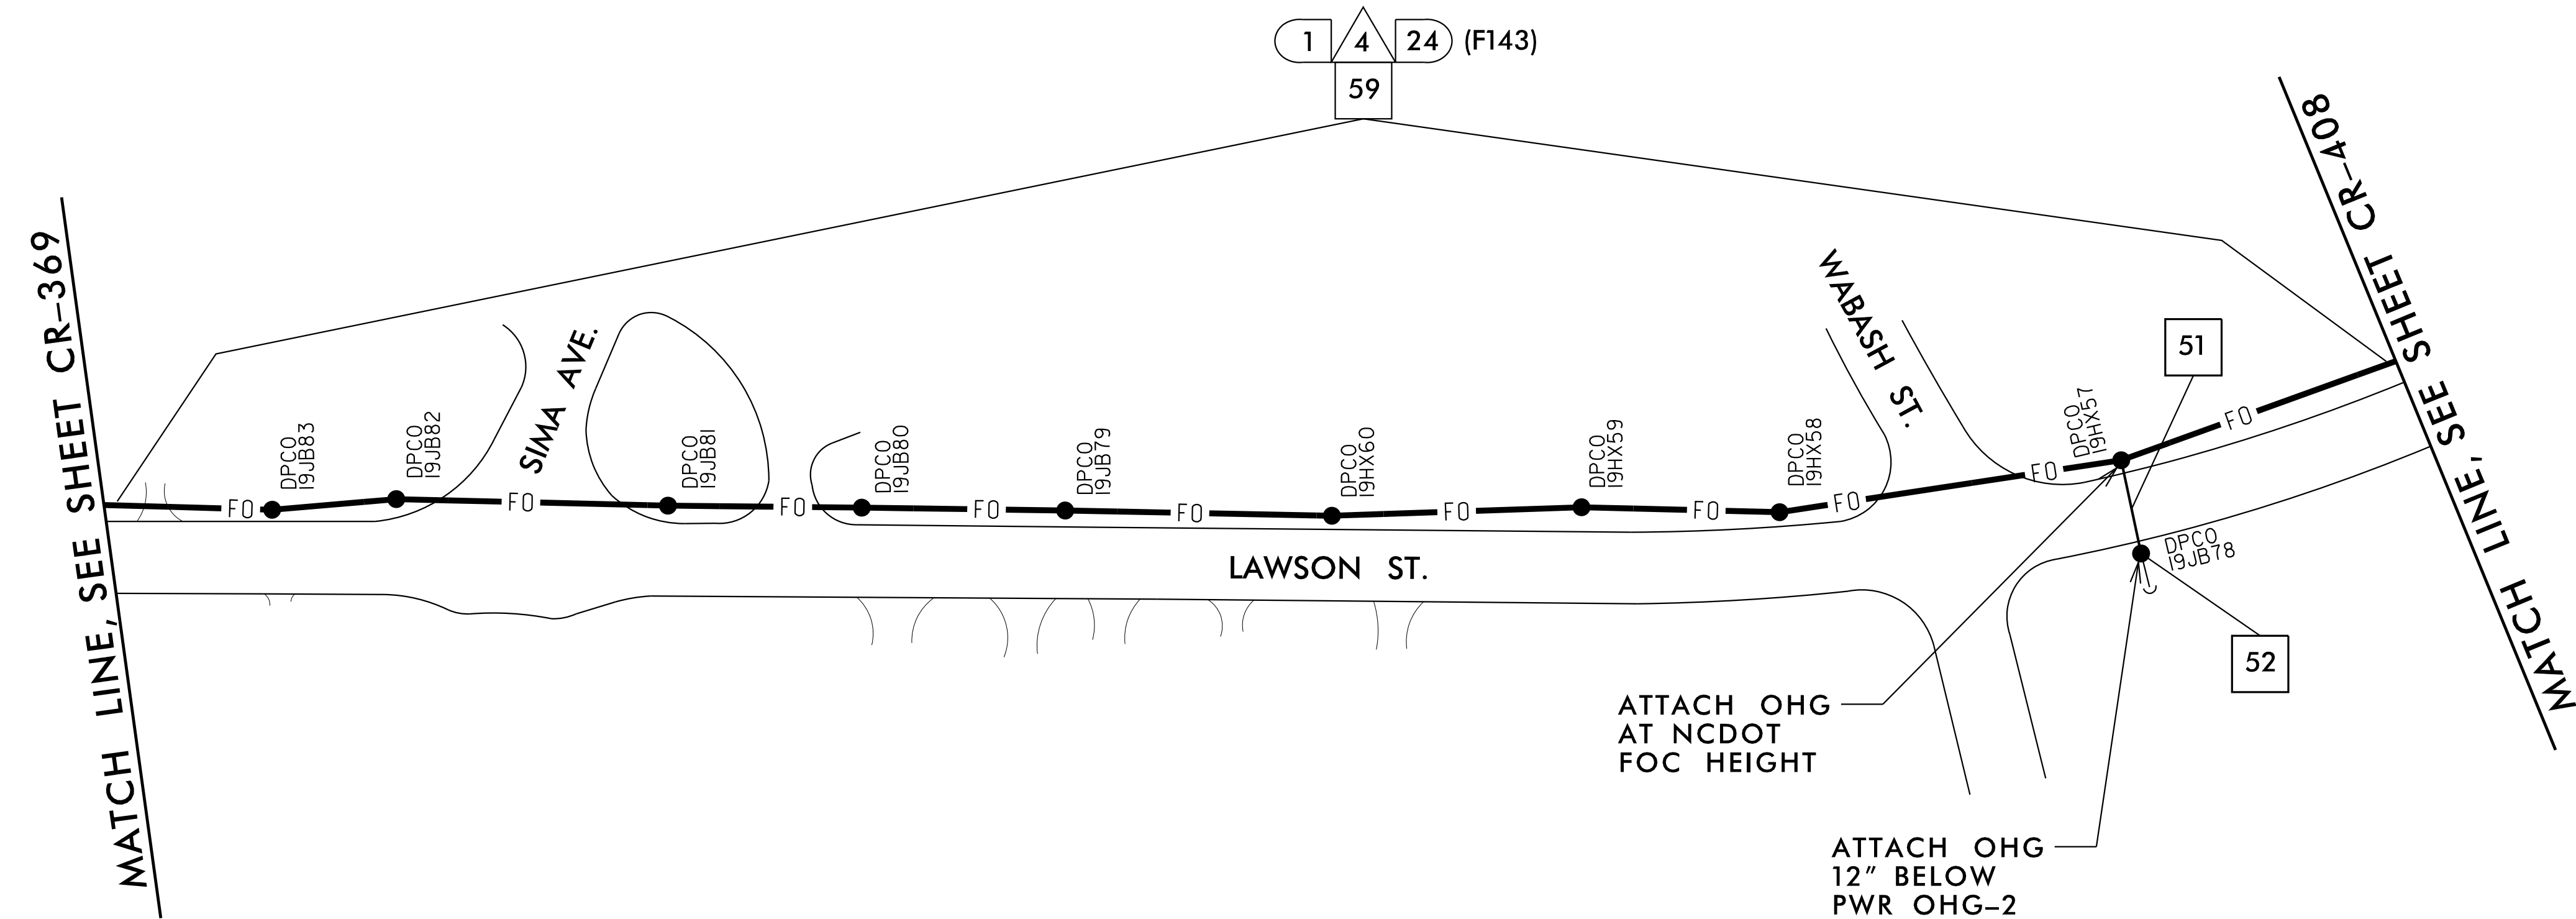 1 4 24 (F143)
59
MATCH LINE, SEE SHEET CR-369
MATCH LINE, SEE SHEET CR-408
SIMA AVE.
WABASH ST.
51
DPCO
19JB83
DPCO
19JB82
DPCO
19JB81
DPCO
19JB80
DPCO
19JB79
DPCO
19HX60
DPCO
19HX59
DPCO
19HX58
DPCO
19HX57
FO
FO
FO
FO
FO
FO
FO
FO
FO
FO
LAWSON ST.
DPCO
19JB78
52
ATTACH OHG
AT NCDOT
FOC HEIGHT
ATTACH OHG
12" BELOW
PWR OHG-2